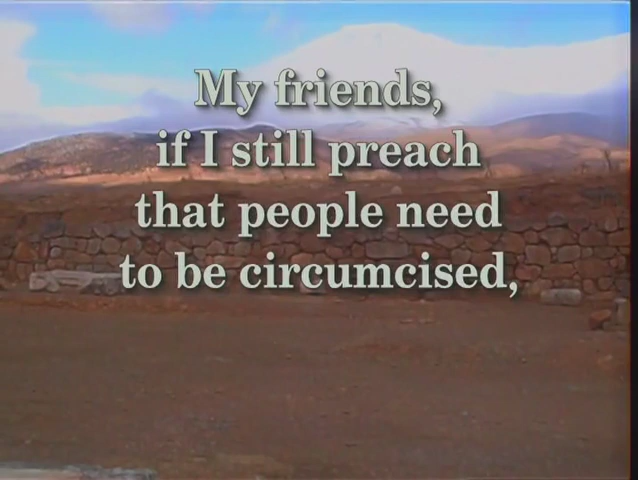 My friends,
if I still preach
that people need
to be circumcised,